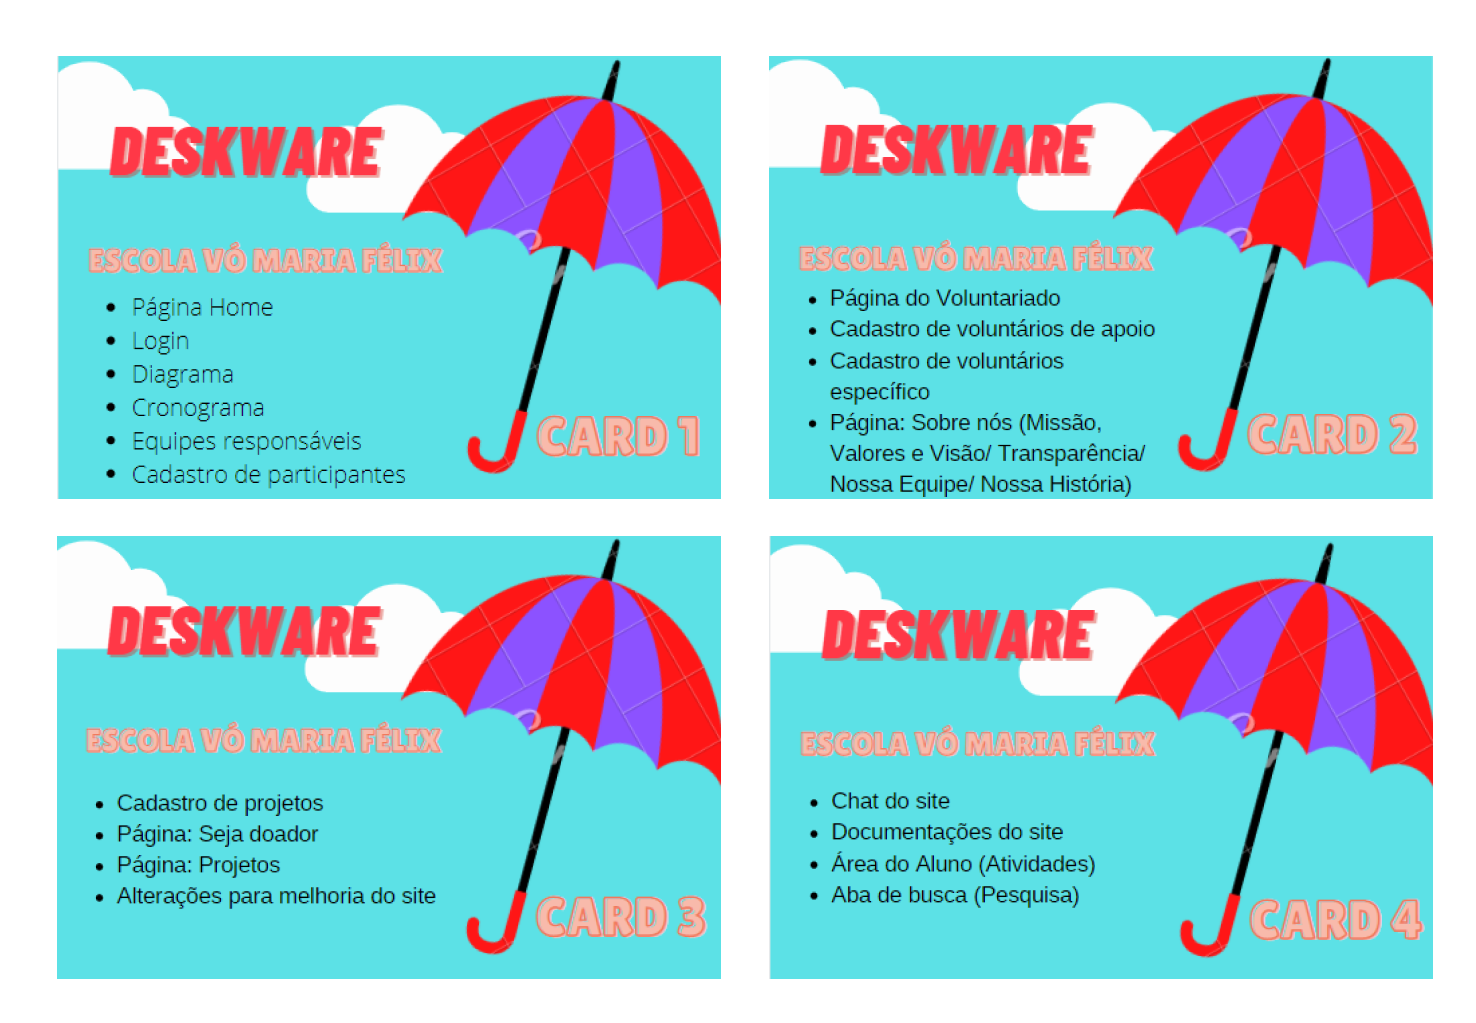 DESKWARE
ESCOLA VÓ MARIA FÉLIX
• Página Home
• Login
• Diagrama
• Cronograma
• Equipes responsáveis
• Cadastro de participantes
CARD 1
DESKWARE
ESCOLA VÓ MARIA FÉLIX
• Página do Voluntariado
• Cadastro de voluntários de apoio
• Cadastro de voluntários
específico
• Página: Sobre nós (Missão,
Valores e Visão/ Transparência/
Nossa Equipe/ Nossa História)
CARD 2
DESKWARE
ESCOLA VÓ MARIA FÉLIX
• Cadastro de projetos
• Página: Seja doador
• Página: Projetos
• Alterações para melhoria do site
CARD 3
DESKWARE
ESCOLA VÓ MARIA FÉLIX
• Chat do site
• Documentações do site
• Área do Aluno (Atividades)
• Aba de busca (Pesquisa)
CARD 4